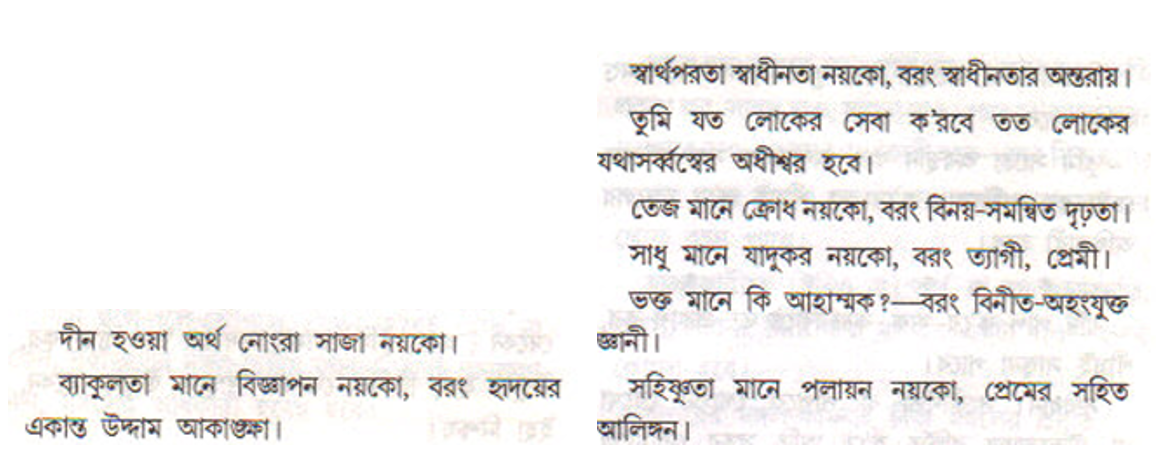 দীন হওয়া অর্থ নোংরা সাজা নয়কো।
ব্যাকুলতা মানে বিজ্ঞাপন নয়কো, বরং হৃদয়ের
একান্ত উদ্দাম আকাঙ্ক্ষা।
স্বার্থপরতা স্বাধীনতা নয়কো, বরং স্বাধীনতার অন্তরায়।
তুমি যত লোকের সেবা ক'রবে তত লোকের
যথাসর্ব্বস্বের অধীশ্বর হবে।
তেজ মানে ক্রোধ নয়কো, বরং বিনয়-সমন্বিত দৃঢ়তা।
সাধু মানে যাদুকর নয়কো, বরং ত্যাগী, প্রেমী।
ভক্ত মানে কি আহাম্মক?—বরং বিনীত-অহংযুক্ত
জ্ঞানী।
সহিষ্ণুতা মানে পলায়ন নয়কো, প্রেমের সহিত
আলিঙ্গন।